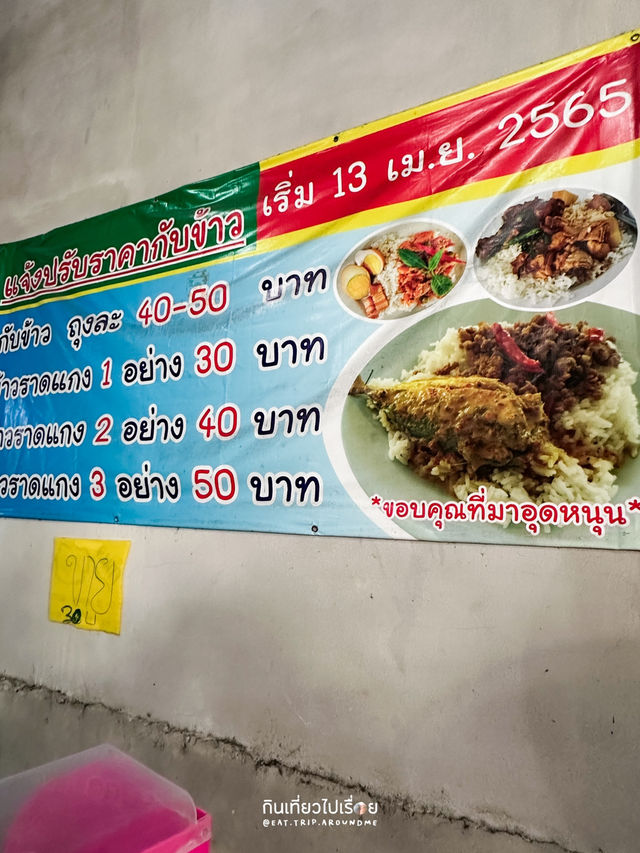 แจ้งปรับราคากับข้าว
เริ่ม 13 เม.ย. 2565
กับข้าว ถุงละ 40-50 บาท
ข้าวราดแกง 1 อย่าง 30 บาท
ข้าวราดแกง 2 อย่าง 40 บาท
ข้าวราดแกง 3 อย่าง 50 บาท
*ขอบคุณที่มาอุดหนุน*
30
กินเที่ยวไปเรื่อย
@EAT.TRIP.AROUNDME